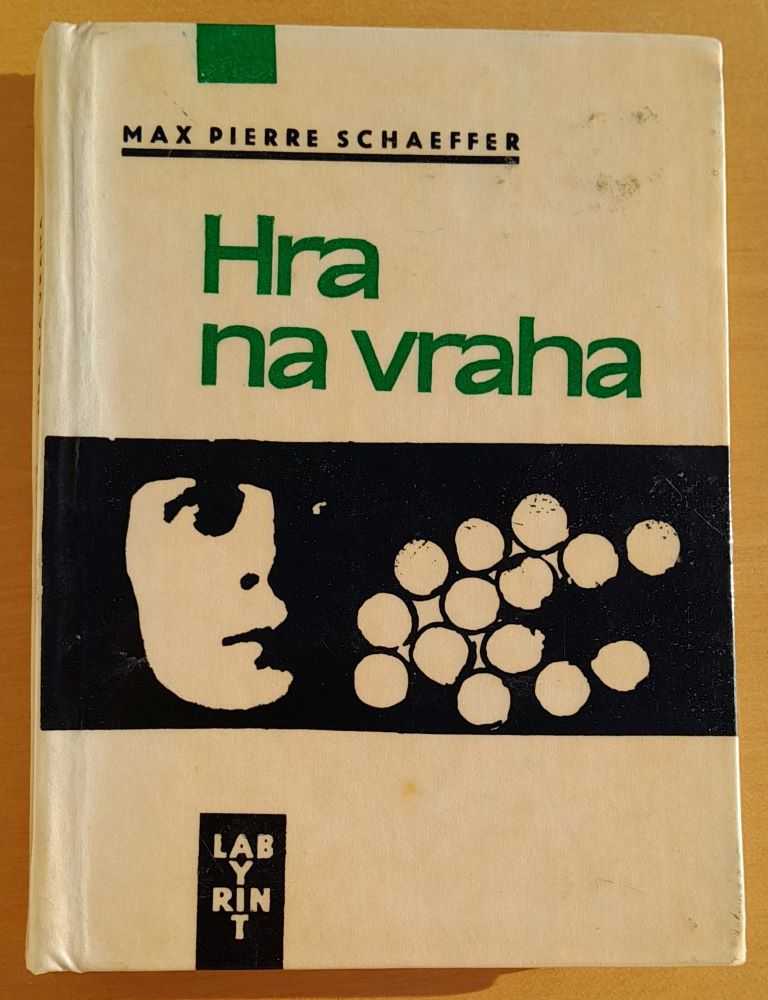 MAX PIERRE SCHAEFFER
Hra
na vraha
LAB
Y
RIN
T